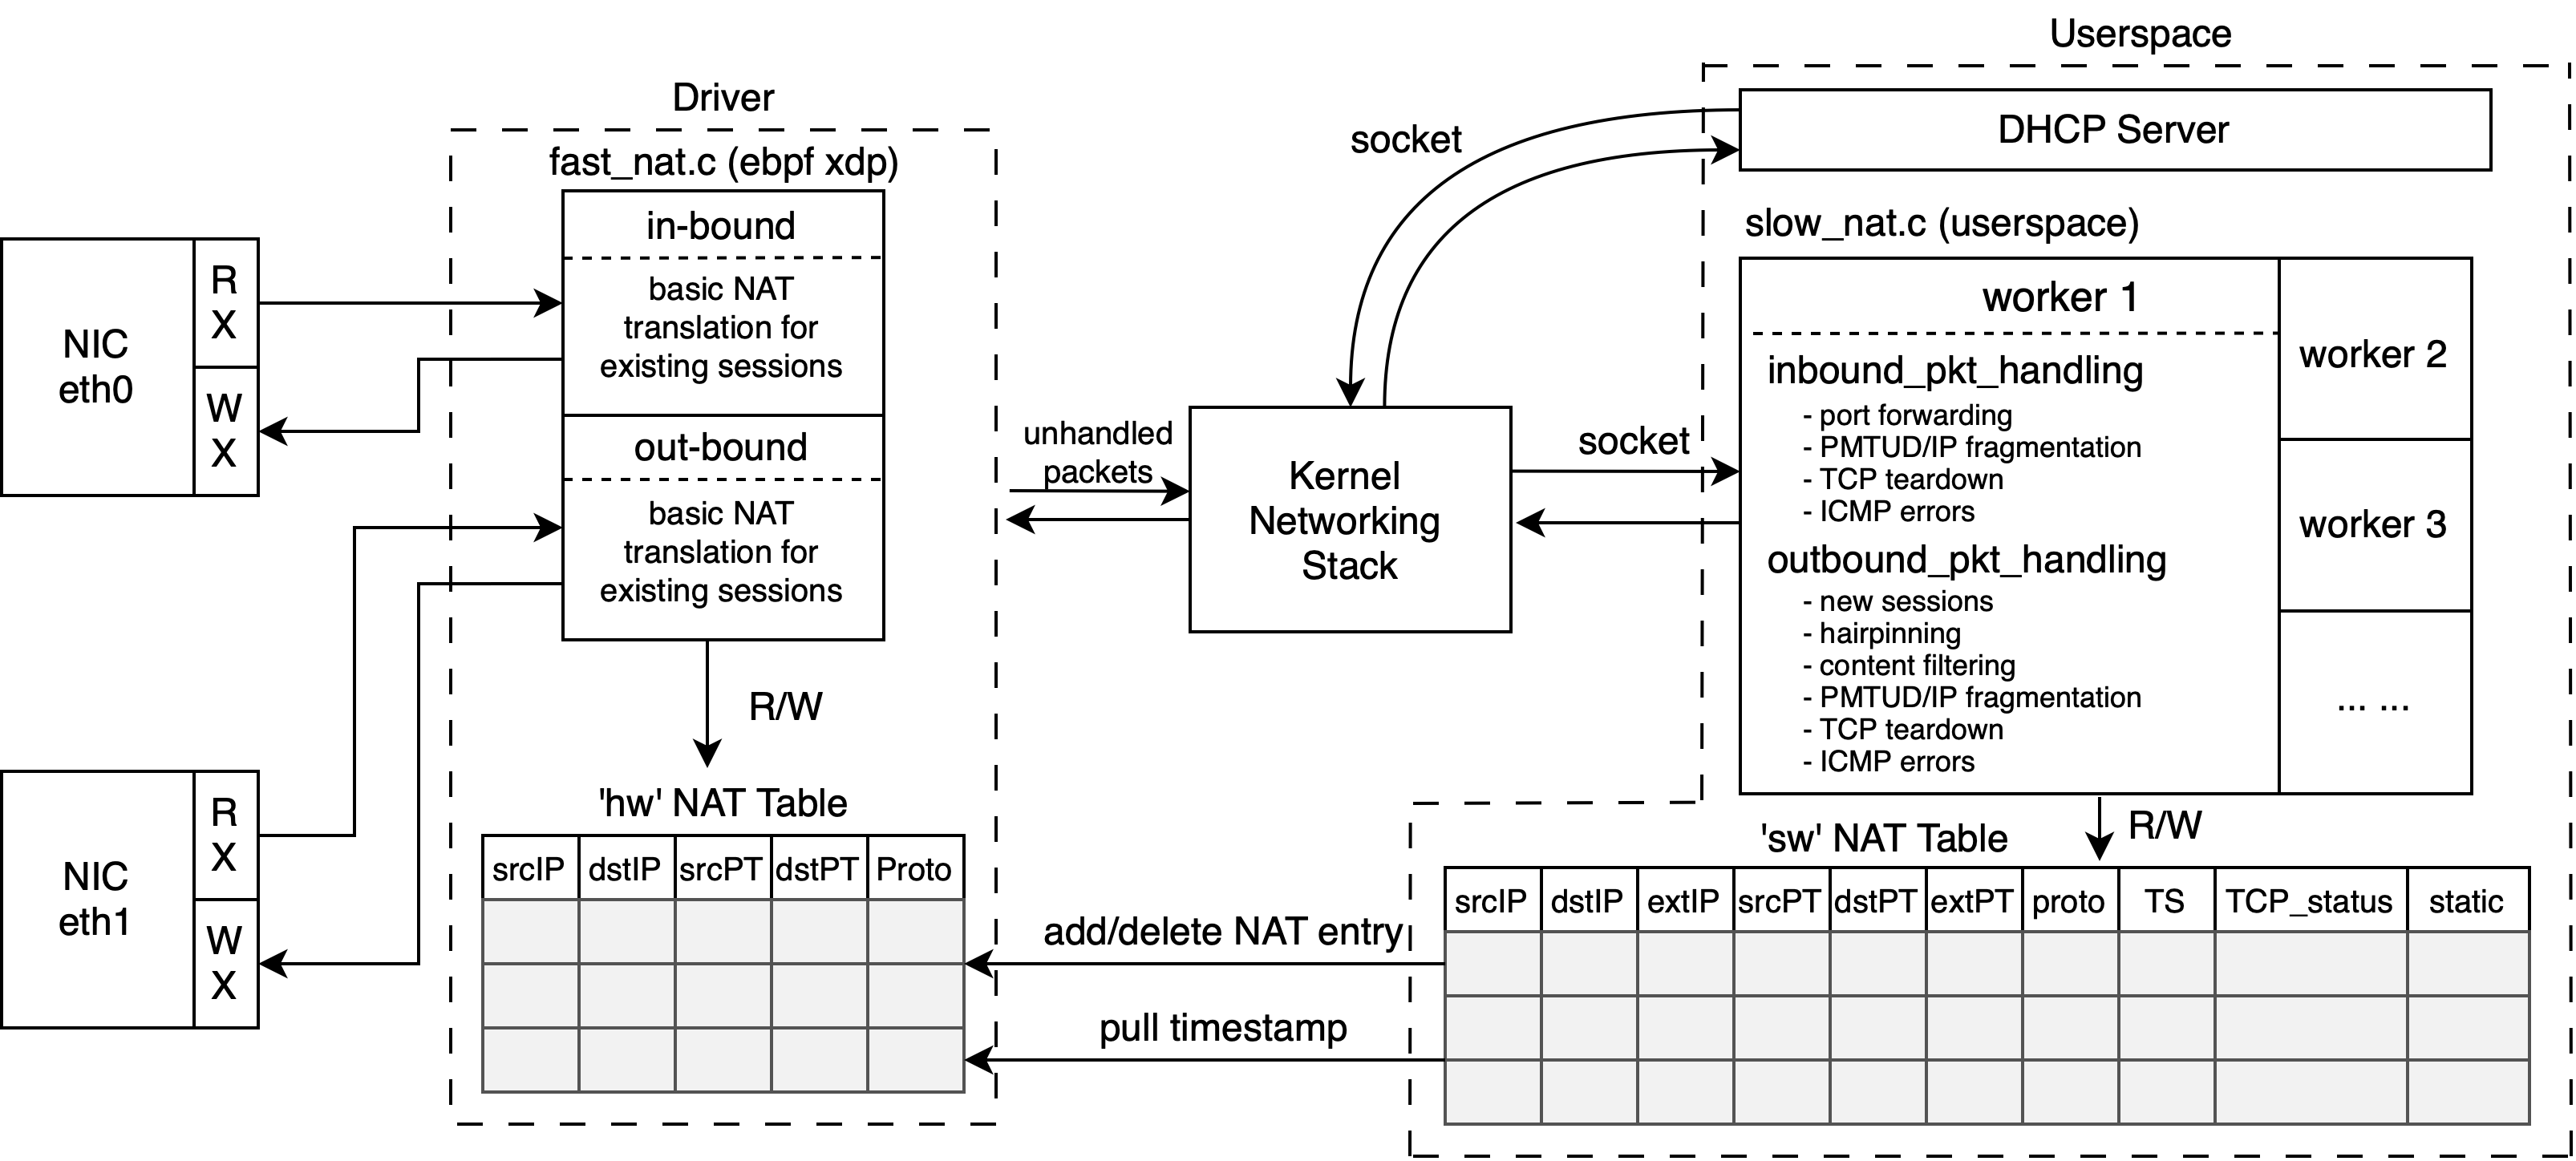 Userspace
Driver
DHCP Server
socket
fast_nat.c (ebpf xdp)
in-bound
basic NAT
translation for
existing sessions
out-bound
basic NAT
translation for
existing sessions
R/W
NIC
eth0
R
X
W
X
NIC
eth1
R
X
W
X
unhandled
packets
Kernel
Networking
Stack
socket
slow_nat.c (userspace)
worker 1
inbound_pkt_handling
- port forwarding
- PMTUD/IP fragmentation
- TCP teardown
- ICMP errors
outbound_pkt_handling
- new sessions
- hairpinning
- content filtering
- PMTUD/IP fragmentation
- TCP teardown
- ICMP errors
worker 2
worker 3
... ...
R/W
'hw' NAT Table
srcIP dstIP srcPT dstPT Proto
add/delete NAT entry
pull timestamp
'sw' NAT Table
srcIP dstIP extIP srcPT dstPT extPT proto TS TCP_status static